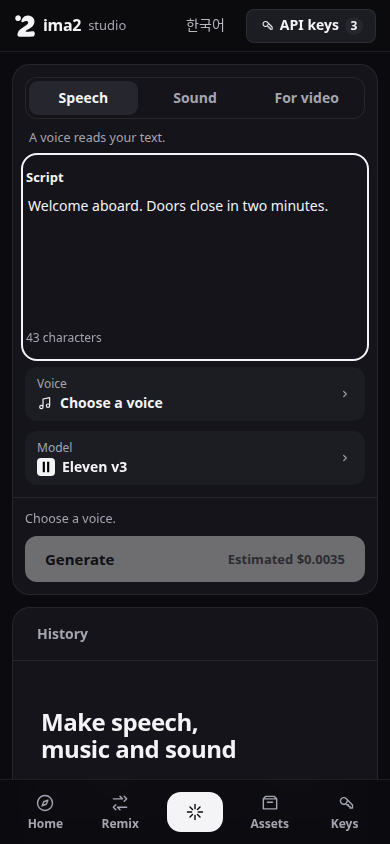 ima2 studio
한국어
API keys 3
Speech
Sound
For video
A voice reads your text.
Script
Welcome aboard. Doors close in two minutes.
43 characters
Voice
Choose a voice
Model
Eleven v3
Choose a voice.
Generate
Estimated $0.0035
History
Make speech,
music and sound
Home
Remix
Assets
Keys